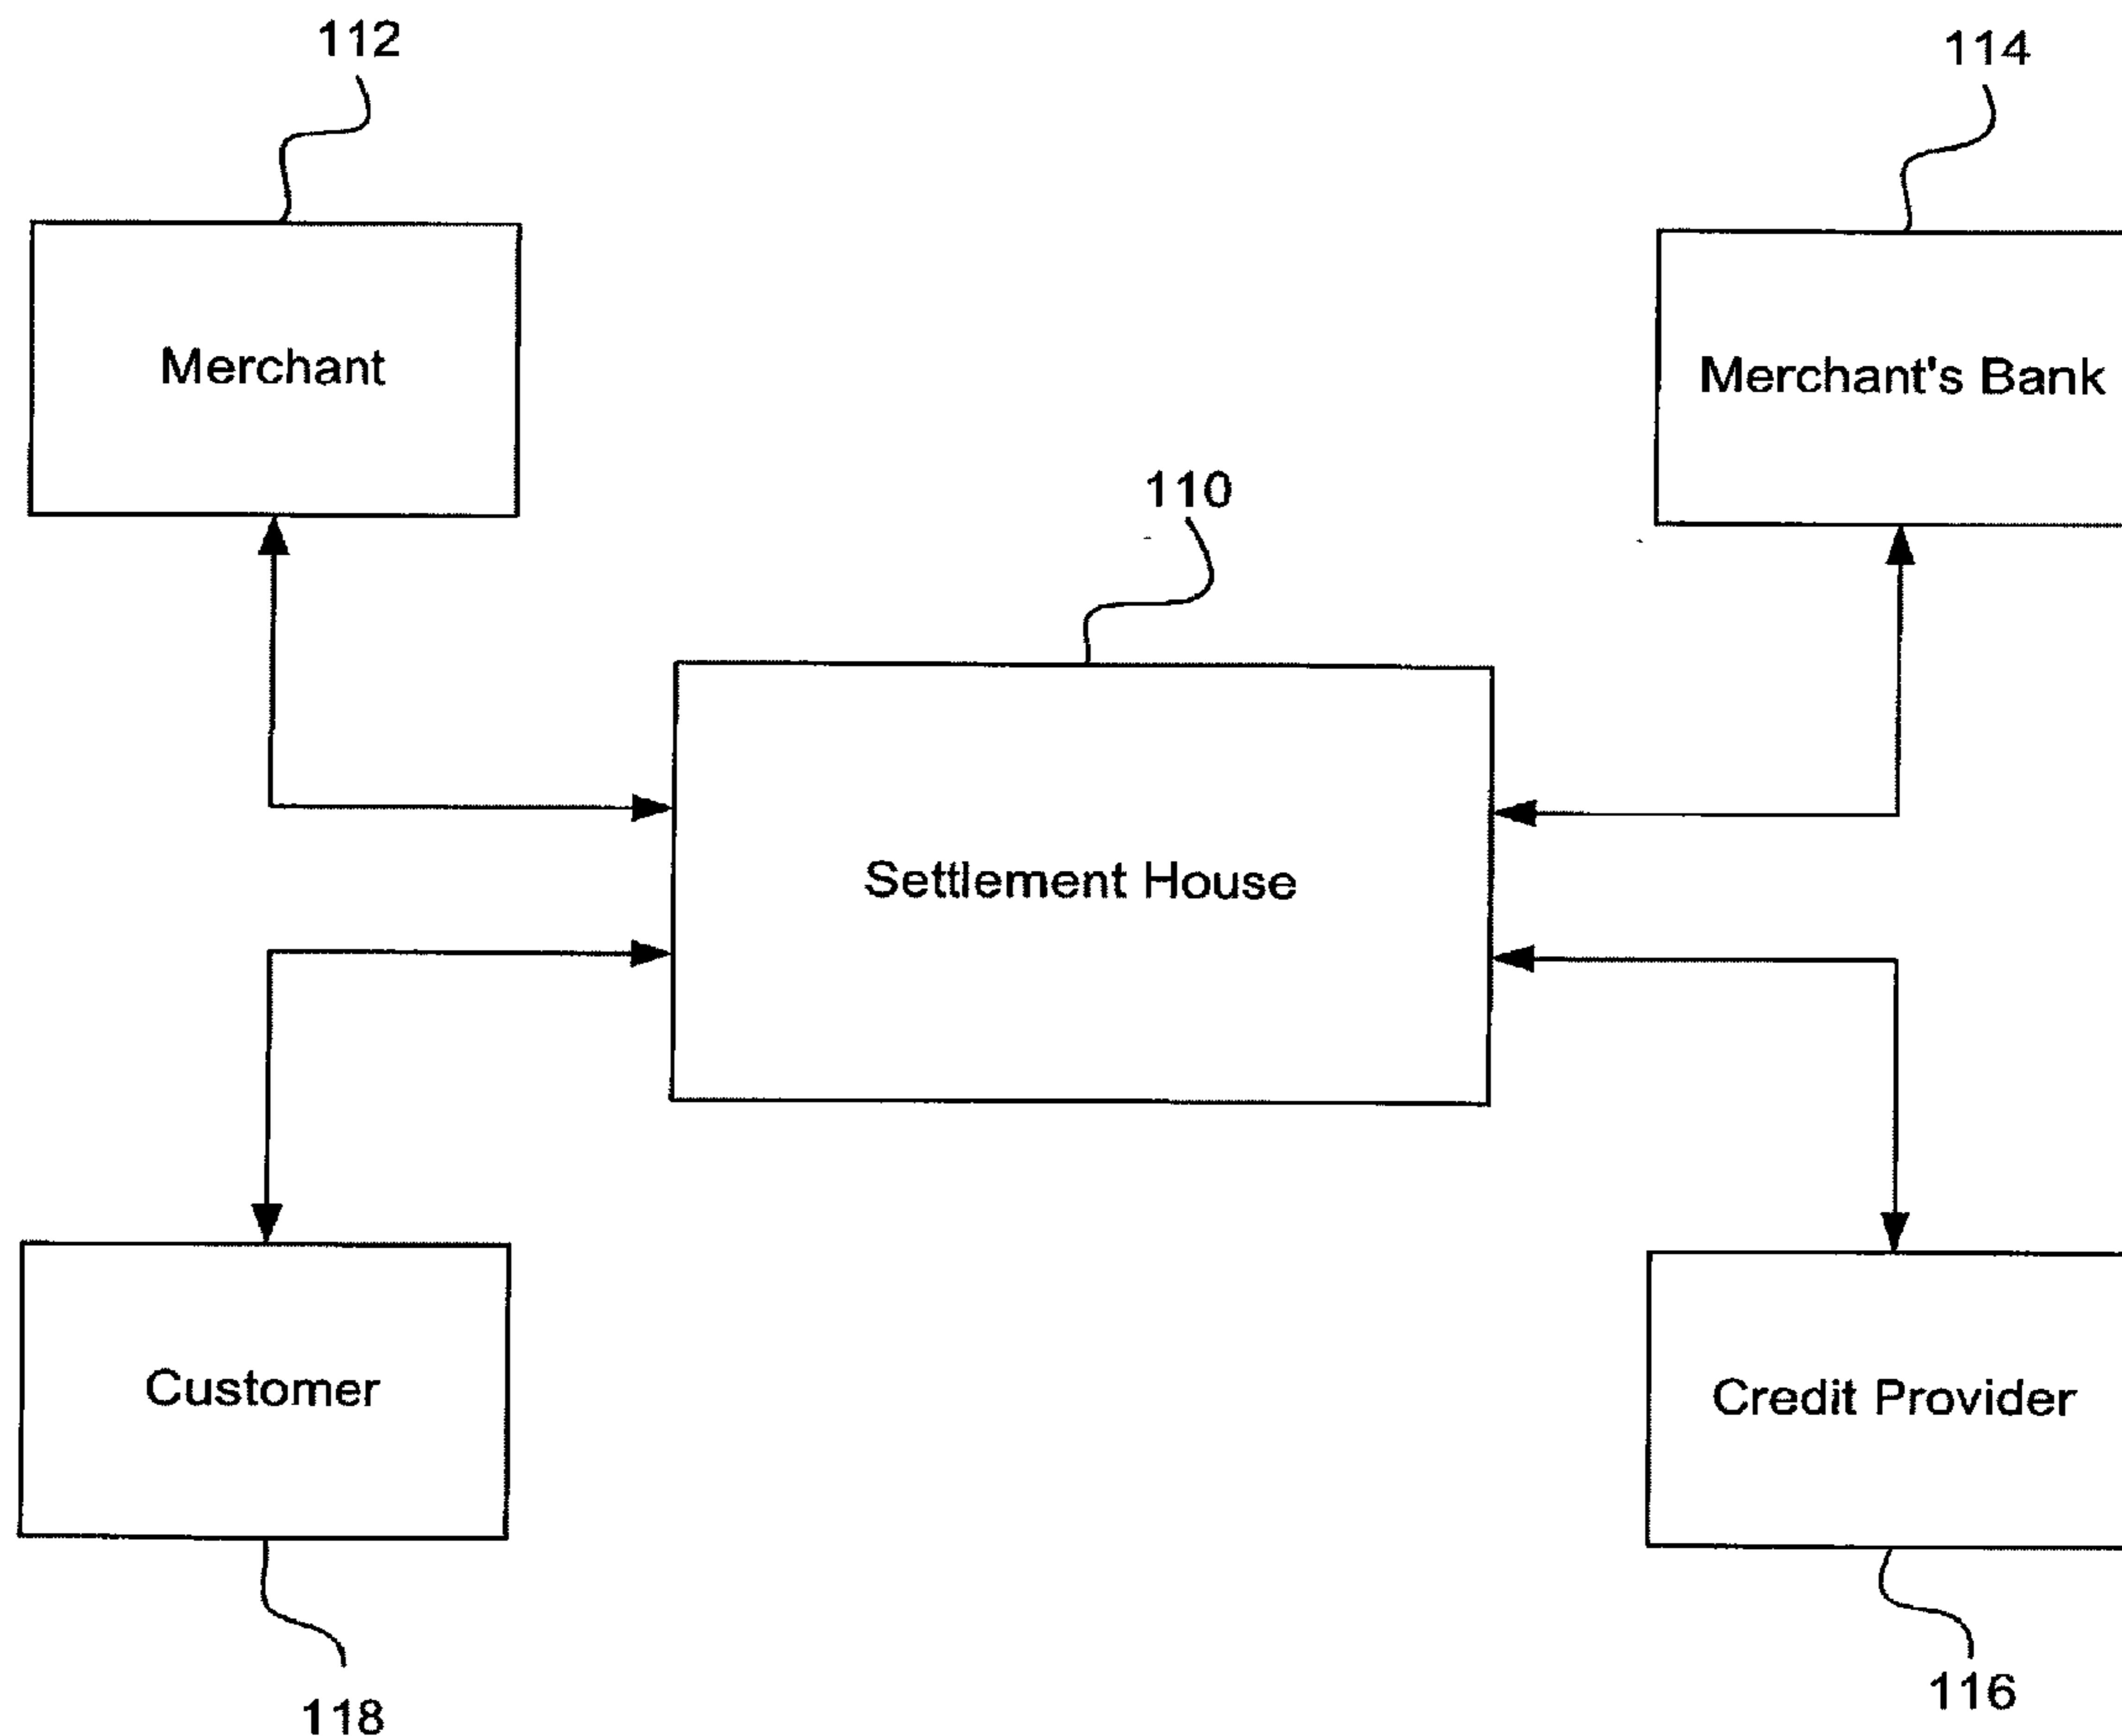 112
114
Merchant
Merchant's Bank
110
Settlement House
Customer
Credit Provider
118
116